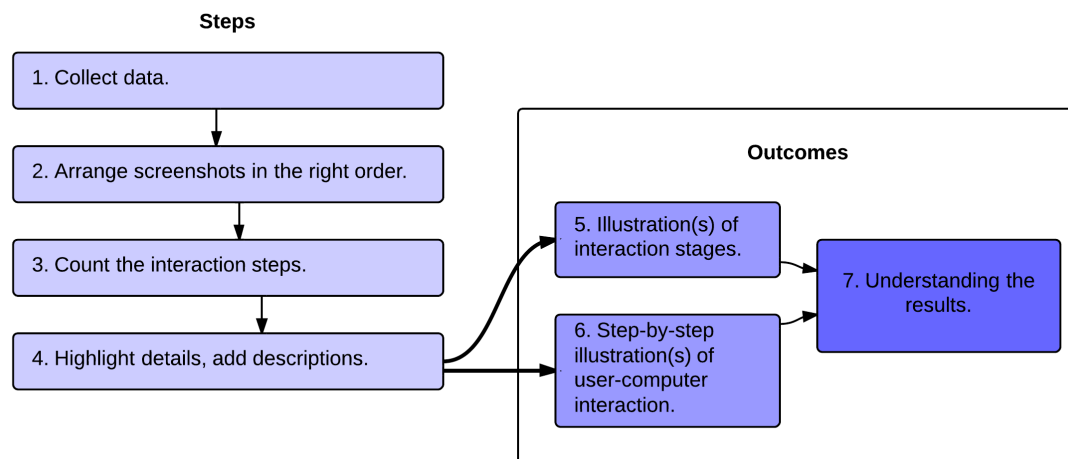 Steps
1. Collect data.
2. Arrange screenshots in the right order.
3. Count the interaction steps.
4. Highlight details, add descriptions.
Outcomes
5. Illustration(s) of
interaction stages.
6. Step-by-step
illustration(s) of
user-computer
interaction.
7. Understanding the
results.